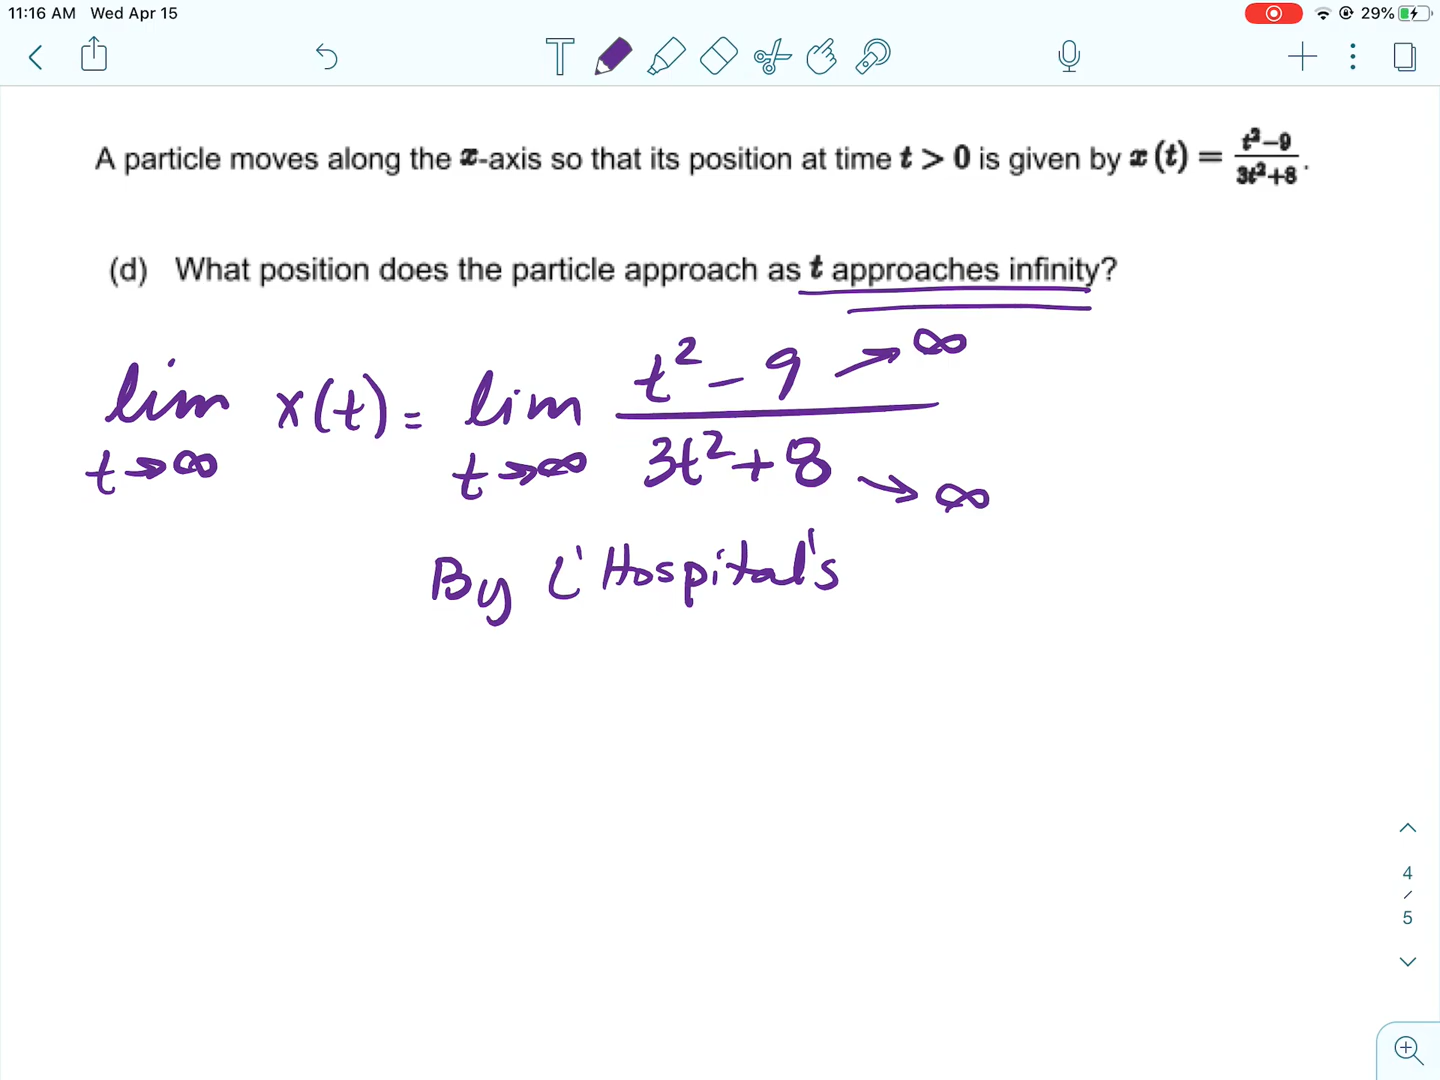 11:16 AM Wed Apr 15
29%
T
A particle moves along the x-axis so that its position at time t > 0 is given by x(t) = (t²−9)/(3t²+8).
(d) What position does the particle approach as t approaches infinity?
lim t→∞ x(t) = lim t→∞ (t² − 9)/(3t² + 8) → ∞ → ∞
By L'Hospital's
4
/
5